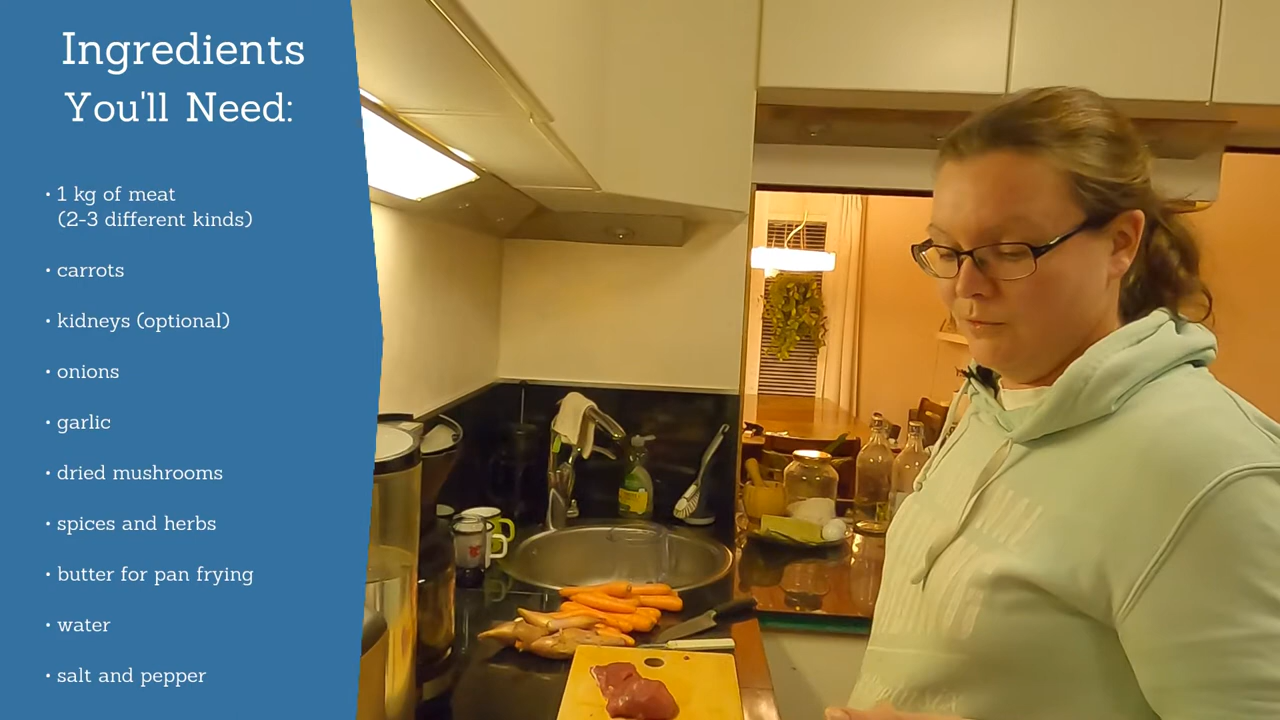 Ingredients
You'll Need:
• 1 kg of meat
(2-3 different kinds)
• carrots
• kidneys (optional)
• onions
• garlic
• dried mushrooms
• spices and herbs
• butter for pan frying
• water
• salt and pepper